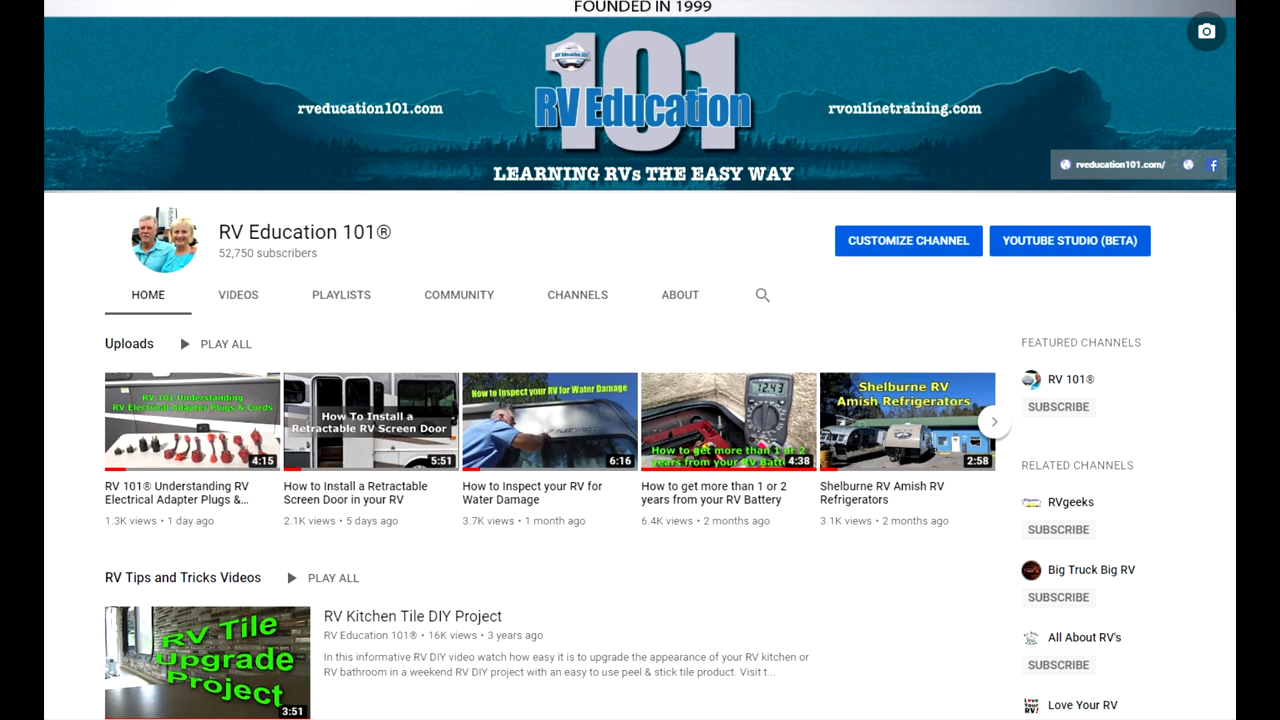 FOUNDED IN 1999
101
RV Education
rveducation101.com
rvonlinetraining.com
LEARNING RVs THE EASY WAY
rveducation101.com/
RV Education 101®
52,750 subscribers
CUSTOMIZE CHANNEL
YOUTUBE STUDIO (BETA)
HOME
VIDEOS
PLAYLISTS
COMMUNITY
CHANNELS
ABOUT
Uploads
PLAY ALL
RV 101 Understanding
RV Electrical Adapter Plugs & Cords
4:15
RV 101® Understanding RV
Electrical Adapter Plugs &...
1.3K views • 1 day ago
How To Install a
Retractable RV Screen Door
5:51
How to Install a Retractable
Screen Door in your RV
2.1K views • 5 days ago
How to Inspect your RV for Water Damage
6:16
How to Inspect your RV for
Water Damage
3.7K views • 1 month ago
12.43
How to get more than 1 or 2
years from your RV Batt
4:38
How to get more than 1 or 2
years from your RV Battery
6.4K views • 2 months ago
Shelburne RV
Amish Refrigerators
2:58
Shelburne RV Amish RV
Refrigerators
3.1K views • 2 months ago
RV Tips and Tricks Videos
PLAY ALL
RV Tile
Upgrade
Project
3:51
RV Kitchen Tile DIY Project
RV Education 101® • 16K views • 3 years ago
In this informative RV DIY video watch how easy it is to upgrade the appearance of your RV kitchen or
RV bathroom in a weekend RV DIY project with an easy to use peel & stick tile product. Visit t...
FEATURED CHANNELS
RV 101®
SUBSCRIBE
RELATED CHANNELS
RVgeeks
SUBSCRIBE
Big Truck Big RV
SUBSCRIBE
All About RV's
SUBSCRIBE
Love Your RV